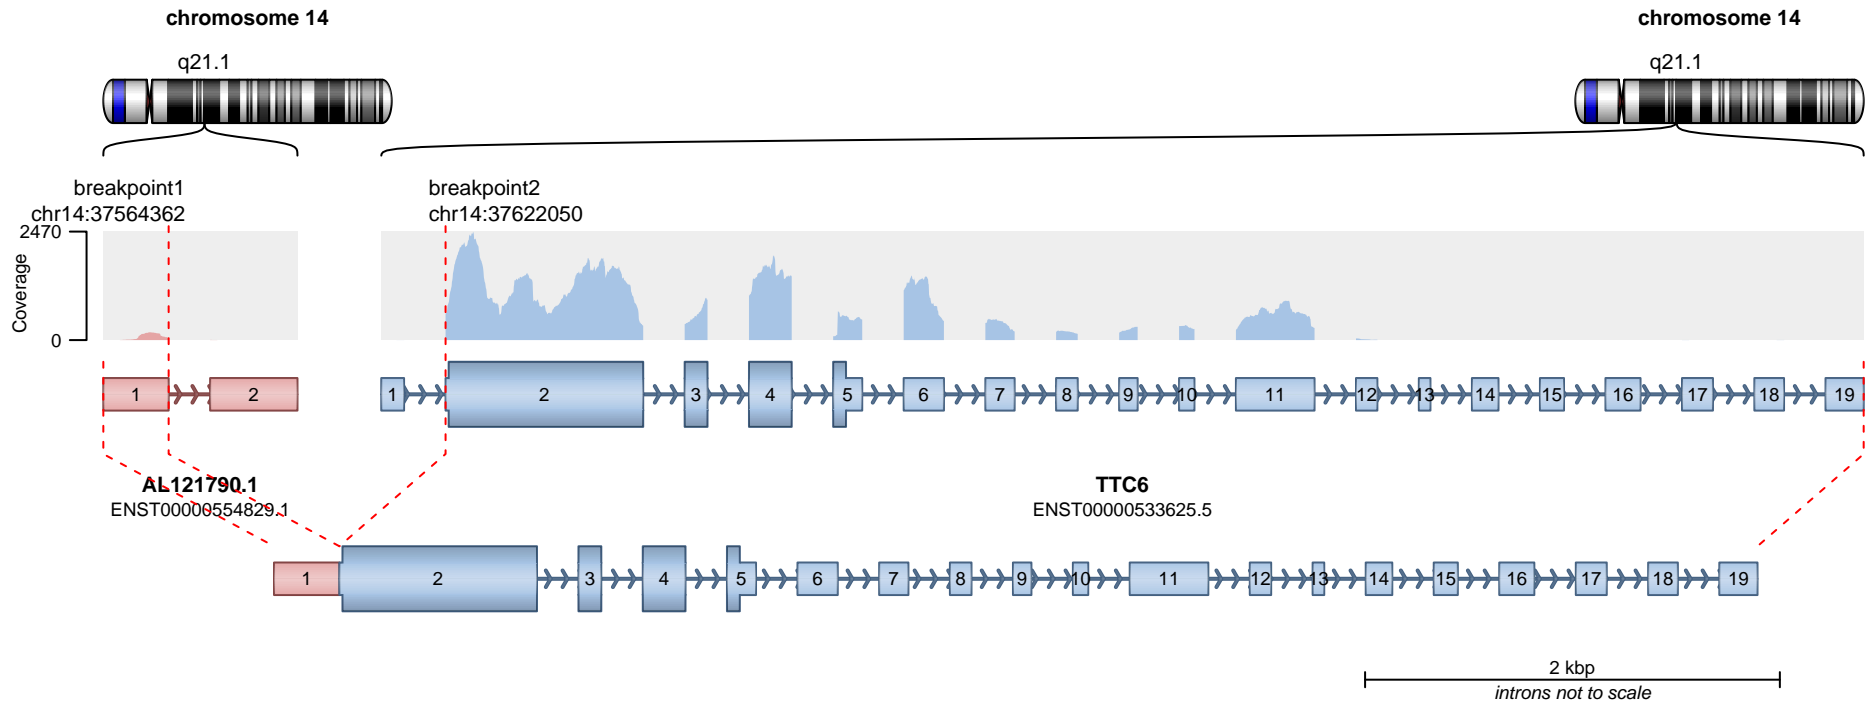 chromosome 14
chromosome 14
q21.1
q21.1
breakpoint1
chr14:37564362
breakpoint2
chr14:37622050
2470
Coverage
0
1 2
1 2 3 4 5 6 7 8 9 10 11 12 13 14 15 16 17 18 19
AL121790.1
ENST00000554829.1
TTC6
ENST00000533625.5
1 2 3 4 5 6 7 8 9 10 11 12 13 14 15 16 17 18 19
2 kbp
introns not to scale